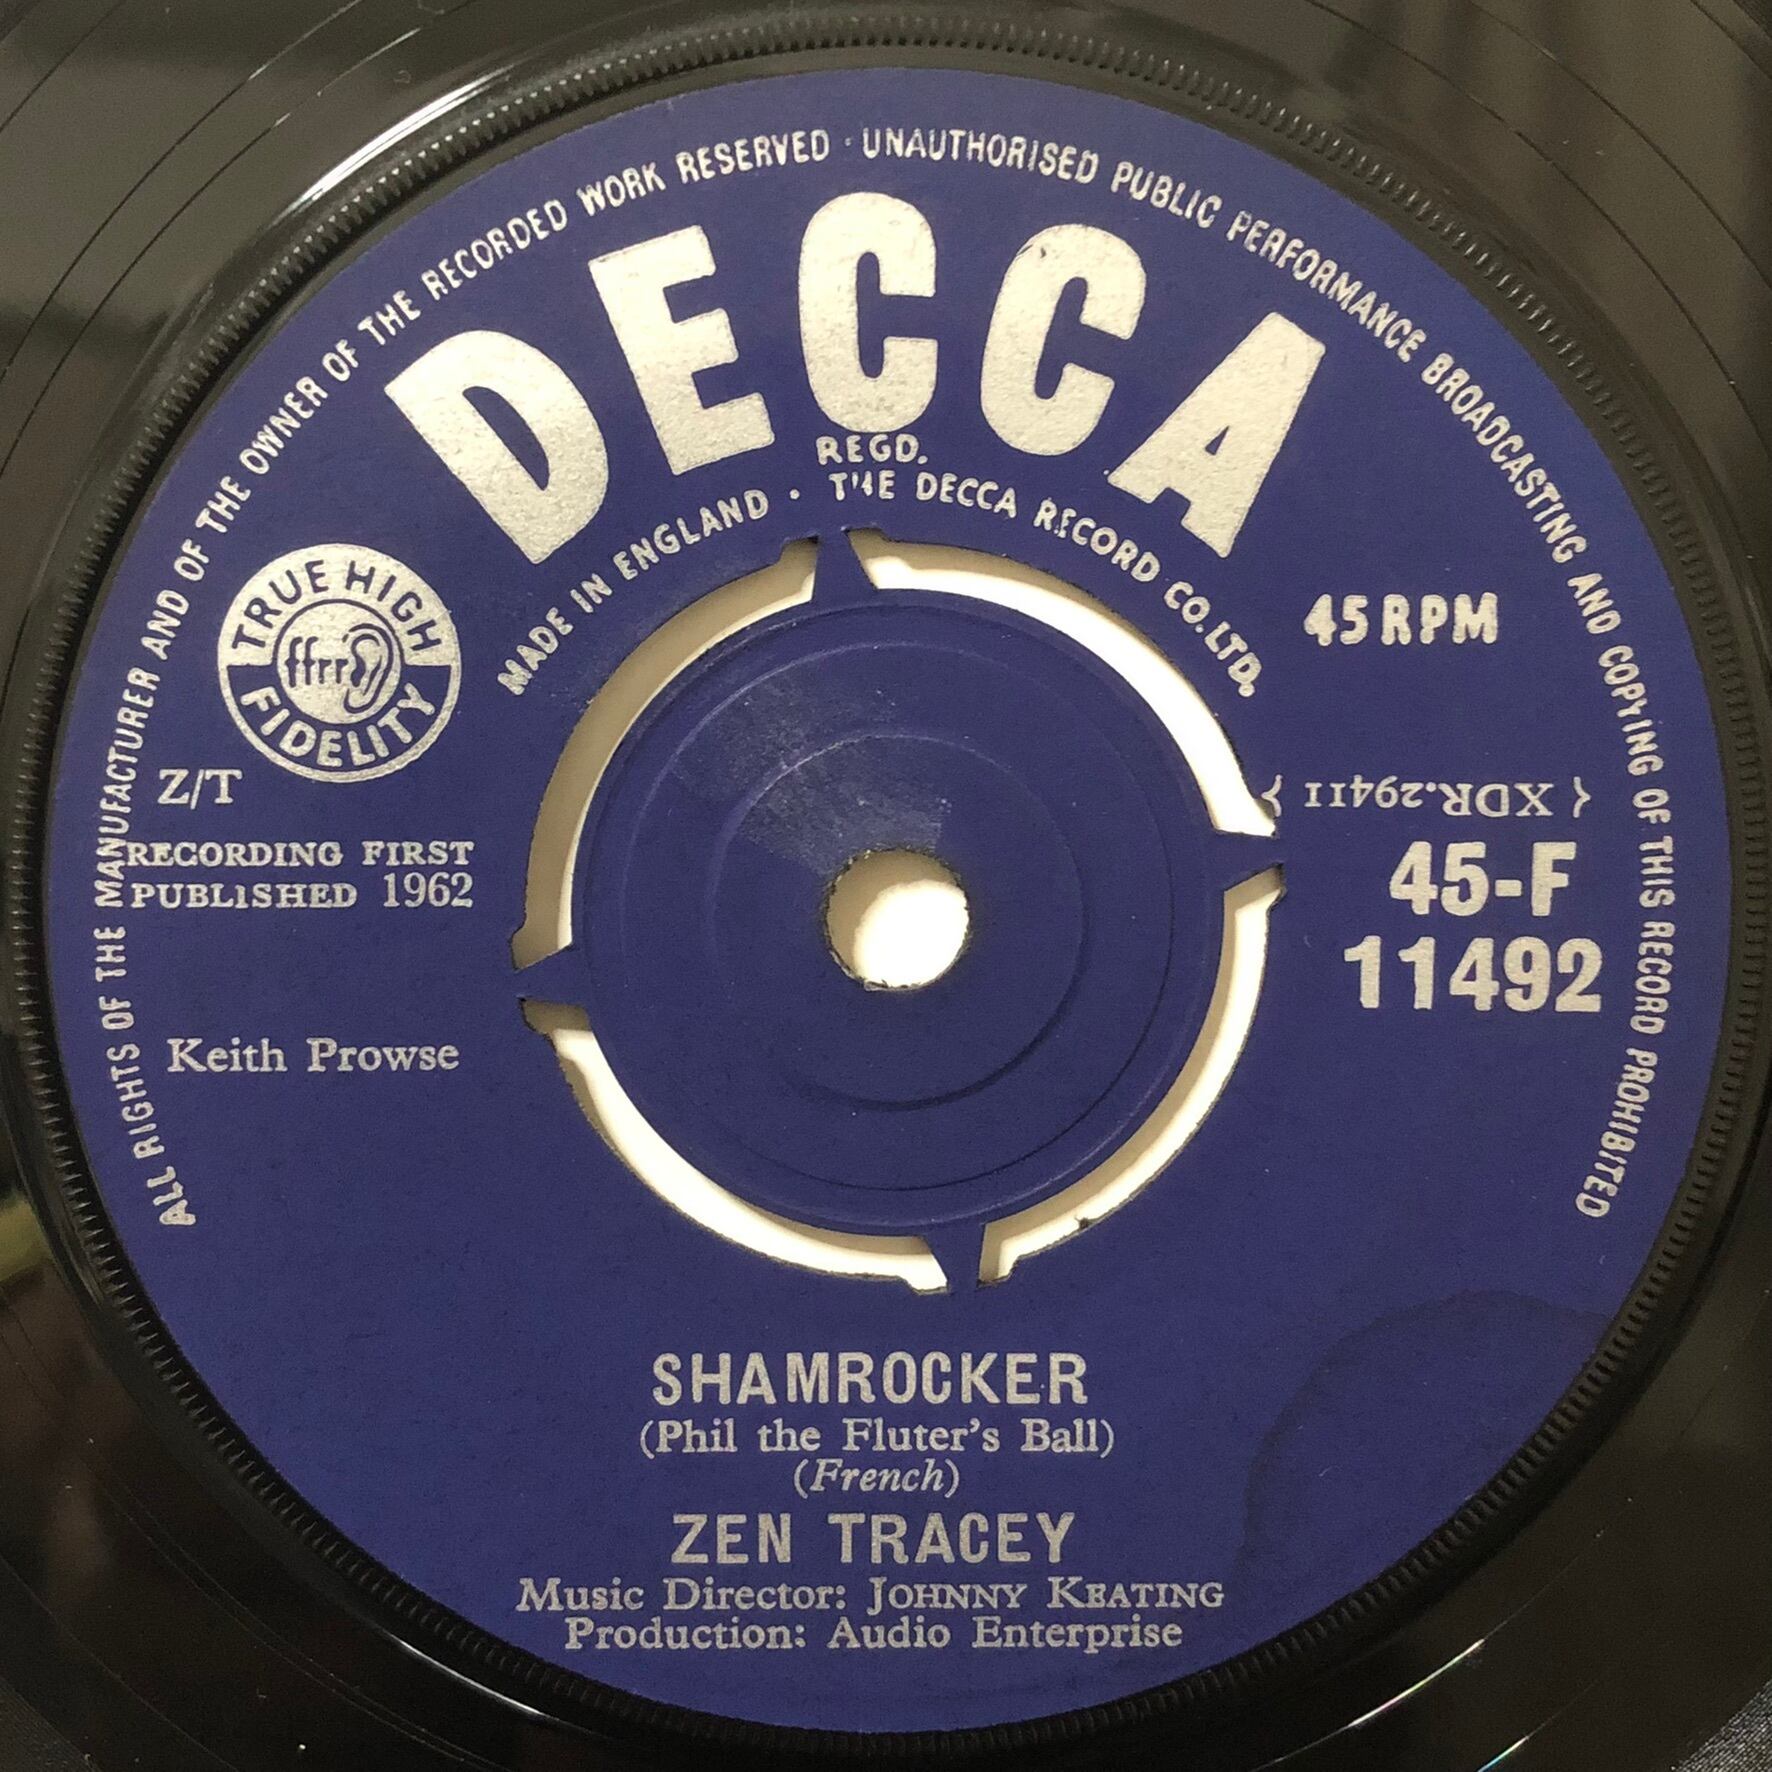 ALL RIGHTS OF THE MANUFACTURER AND OF THE OWNER OF THE RECORDED WORK RESERVED · UNAUTHORISED PUBLIC PERFORMANCE BROADCASTING AND COPYING OF THIS RECORD PROHIBITED
DECCA
REGD.
MADE IN ENGLAND · THE DECCA RECORD CO. LTD.
TRUE HIGH
ffrr
FIDELITY
45 RPM
Z/T
{ XDR.29411 }
RECORDING FIRST
PUBLISHED 1962
45-F
11492
Keith Prowse
SHAMROCKER
(Phil the Fluter's Ball)
(French)
ZEN TRACEY
Music Director: JOHNNY KEATING
Production: Audio Enterprise